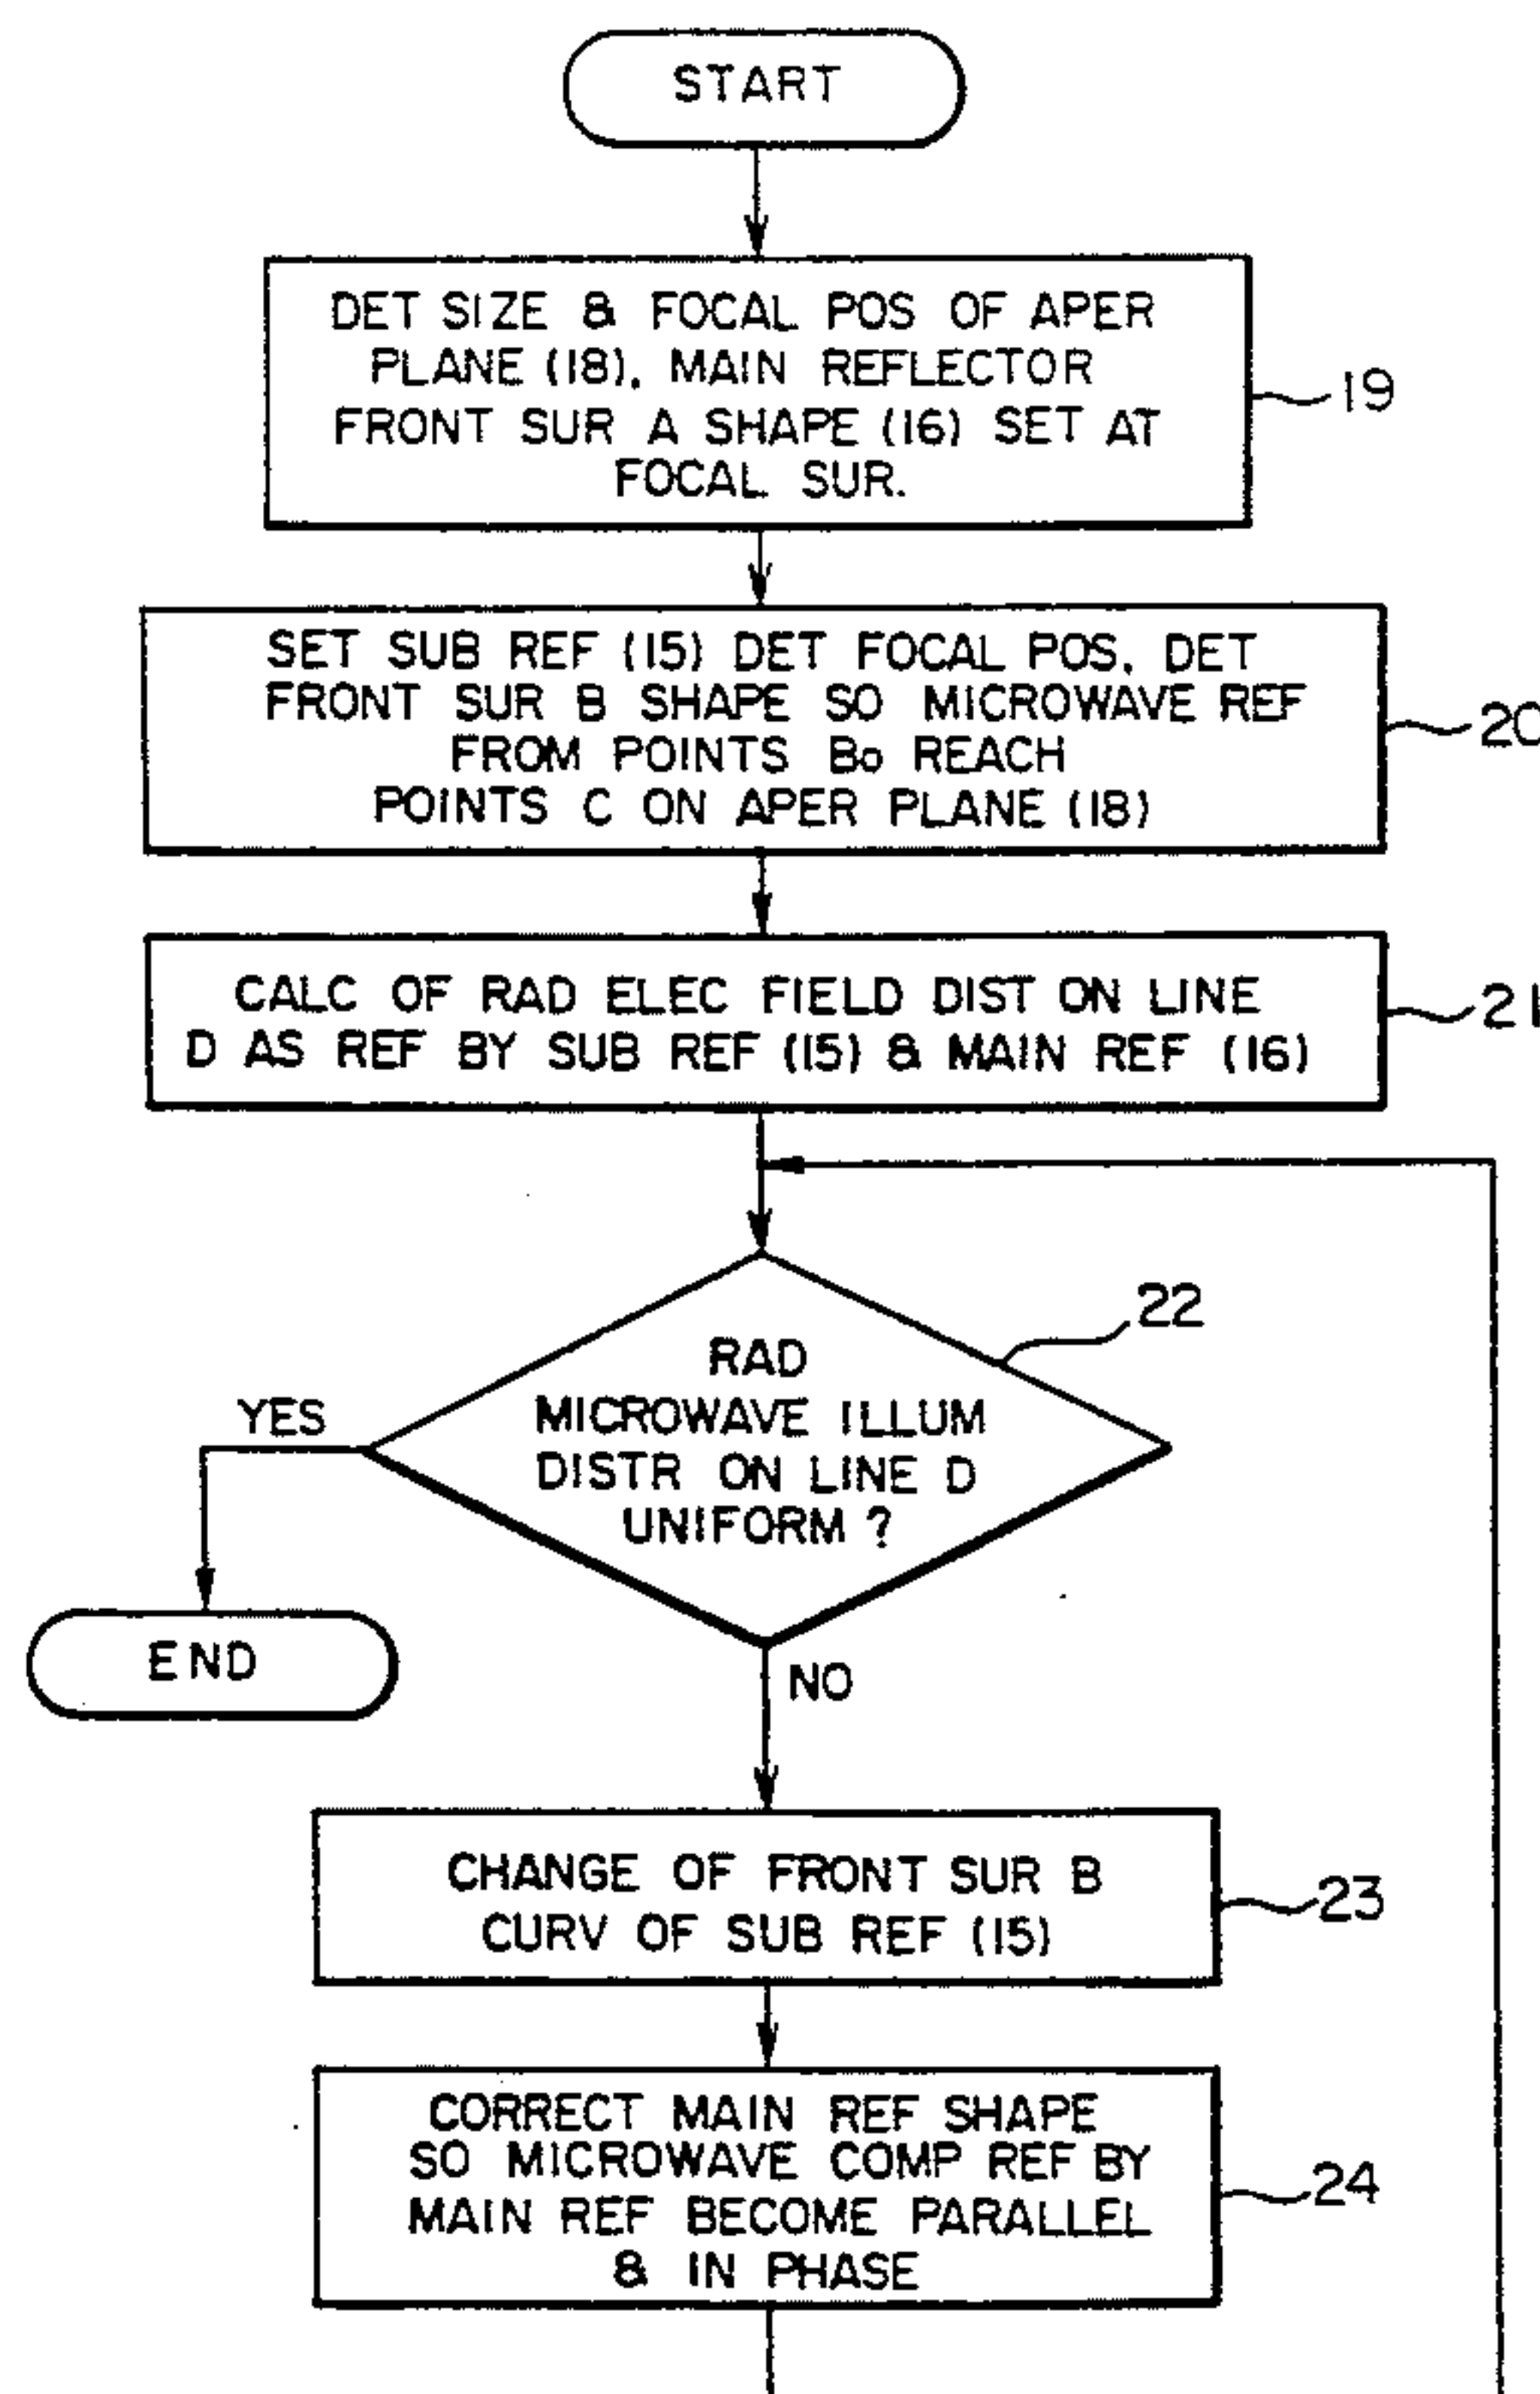 START
DET SIZE & FOCAL POS OF APER
PLANE (18). MAIN REFLECTOR
FRONT SUR A SHAPE (16) SET AT
FOCAL SUR.
19
SET SUB REF (15) DET FOCAL POS. DET
FRONT SUR B SHAPE SO MICROWAVE REF
FROM POINTS Bo REACH
POINTS C ON APER PLANE (18)
20
CALC OF RAD ELEC FIELD DIST ON LINE
D AS REF BY SUB REF (15) & MAIN REF (16)
21
22
RAD
MICROWAVE ILLUM
DISTR ON LINE D
UNIFORM ?
YES
END
NO
CHANGE OF FRONT SUR B
CURV OF SUB REF (15)
23
CORRECT MAIN REF SHAPE
SO MICROWAVE COMP REF BY
MAIN REF BECOME PARALLEL
& IN PHASE
24